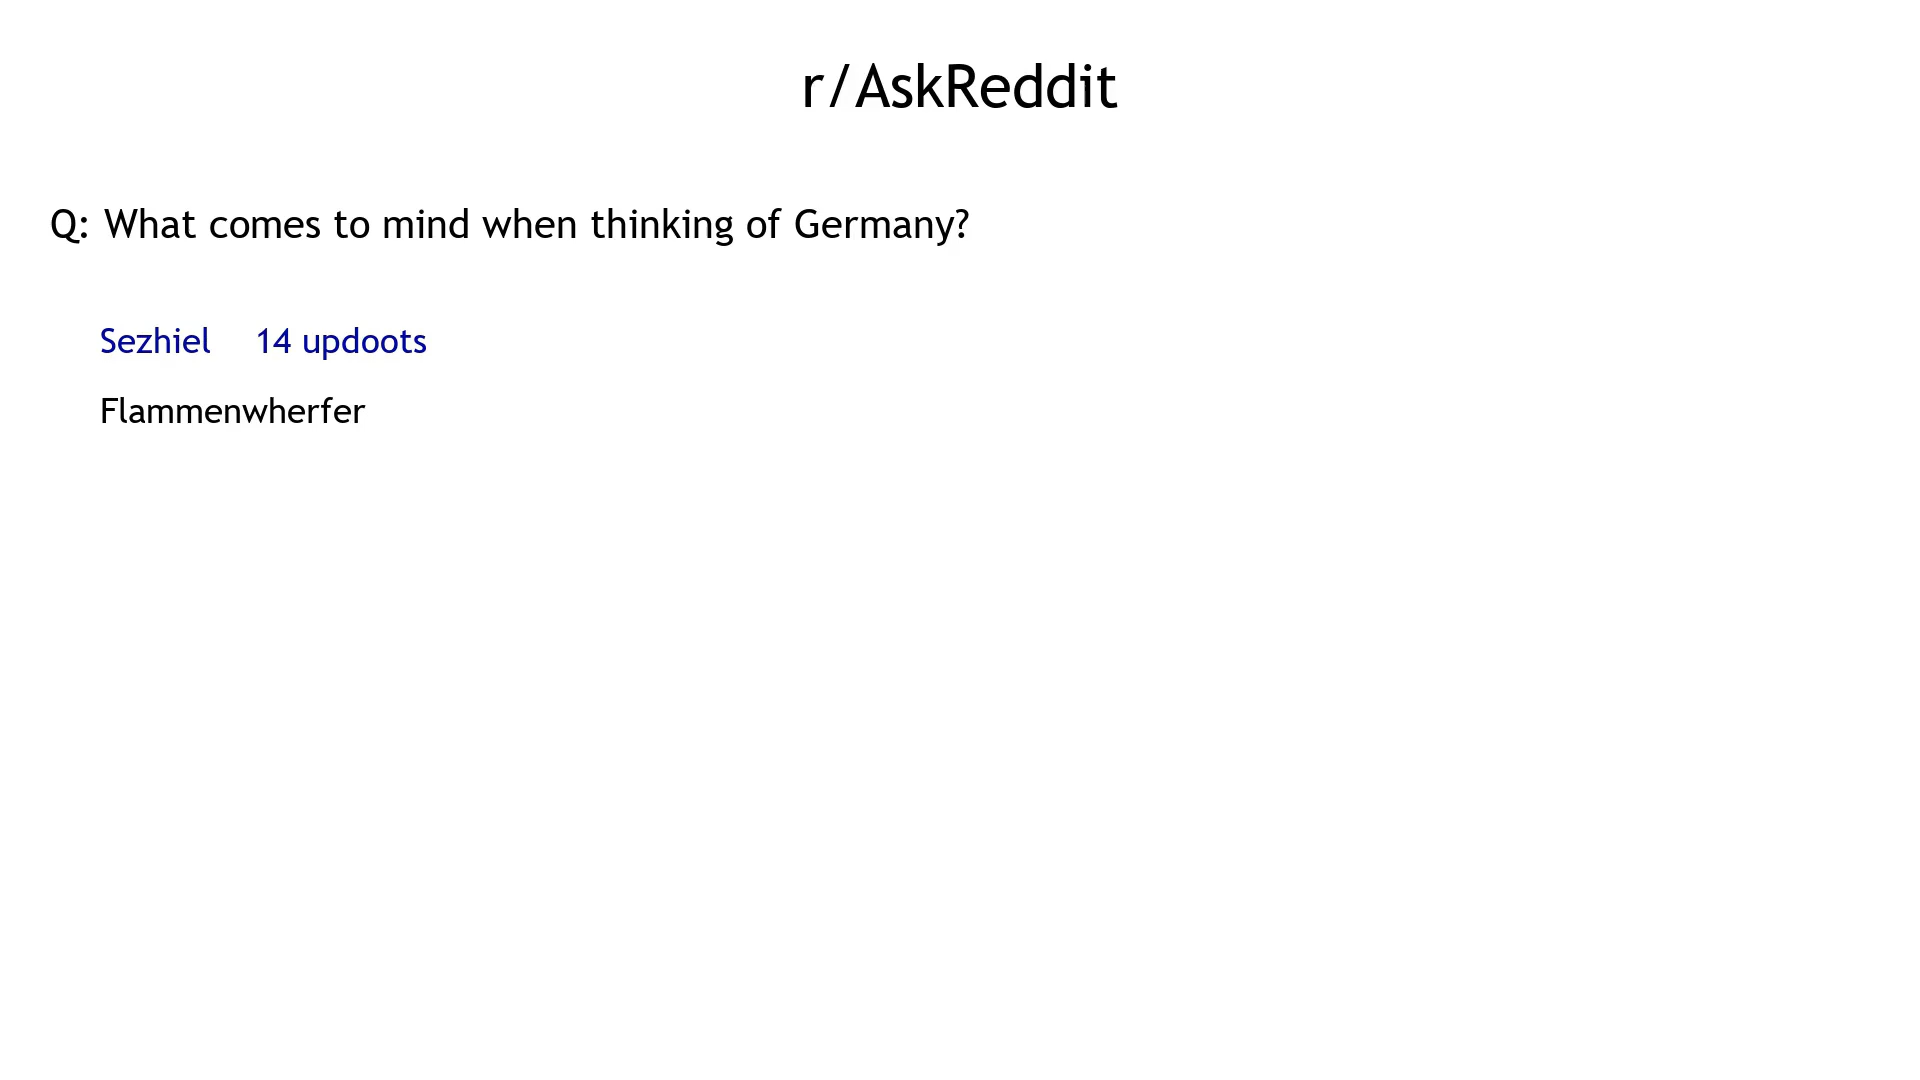 r/AskReddit
Q: What comes to mind when thinking of Germany?
Sezhiel 14 updoots
Flammenwherfer